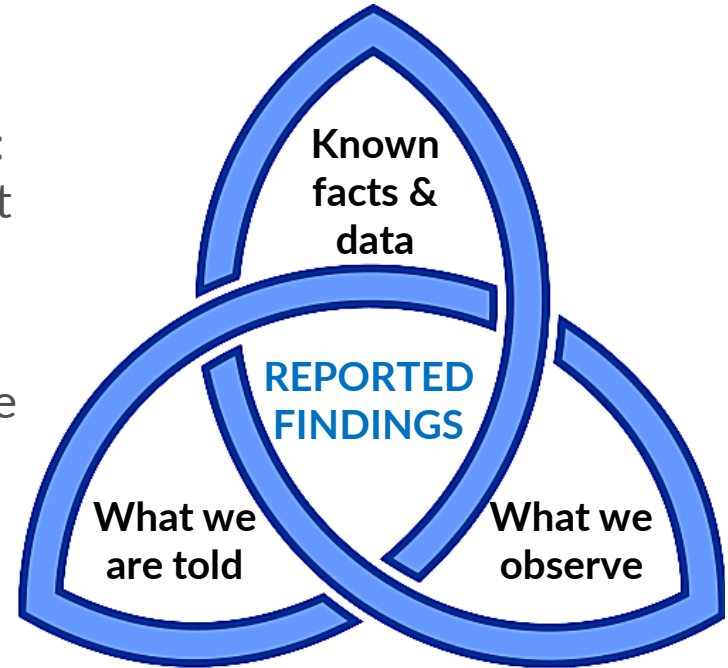 Known
facts &
data
REPORTED
FINDINGS
What we
are told
What we
observe